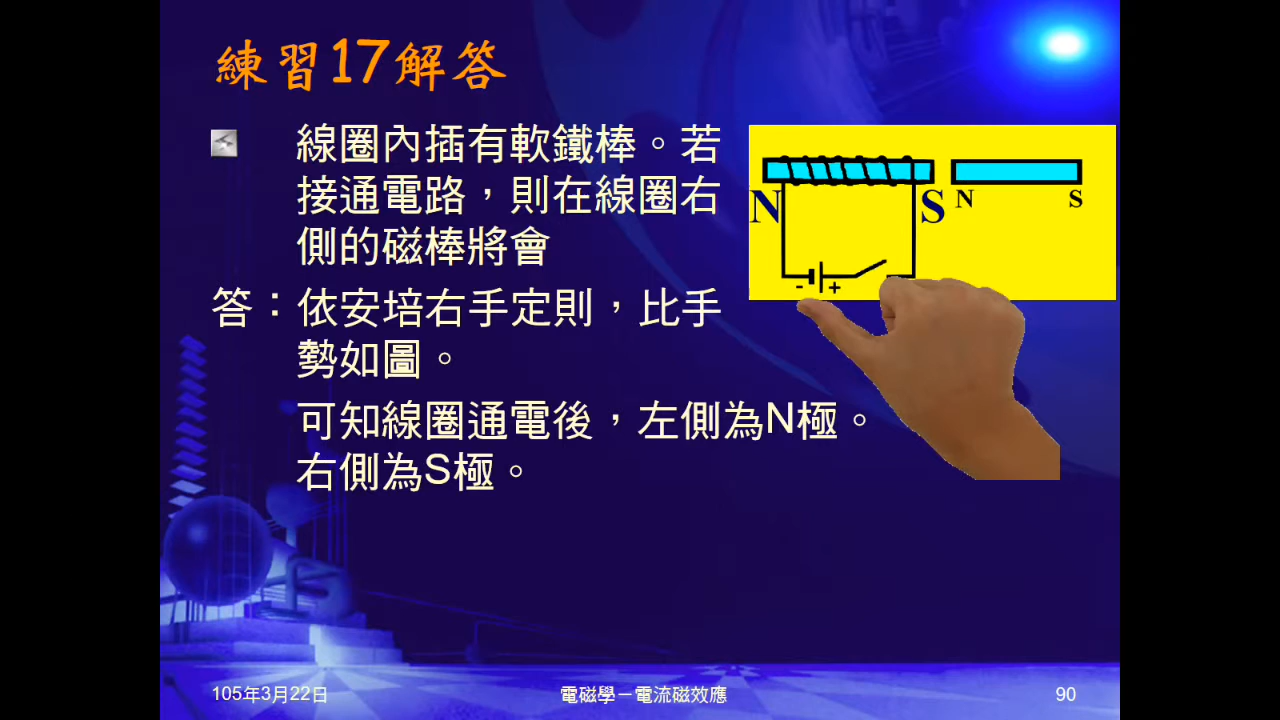 練習17解答
線圈內插有軟鐵棒。若
接通電路，則在線圈右
側的磁棒將會
N S N S
- +
答：依安培右手定則，比手
勢如圖。
可知線圈通電後，左側為N極。
右側為S極。
105年3月22日 電磁學－電流磁效應 90